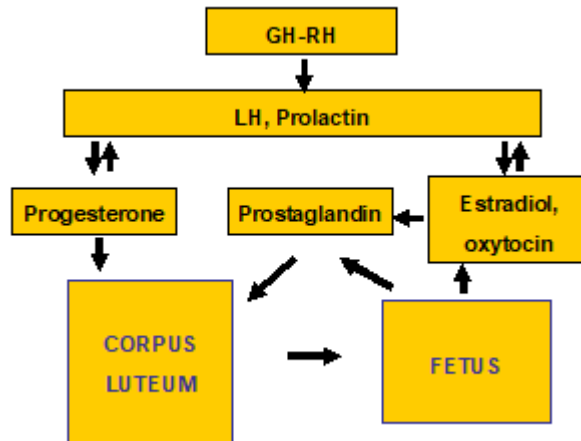 GH-RH
LH, Prolactin
Progesterone
Prostaglandin
Estradiol,
oxytocin
CORPUS
LUTEUM
FETUS